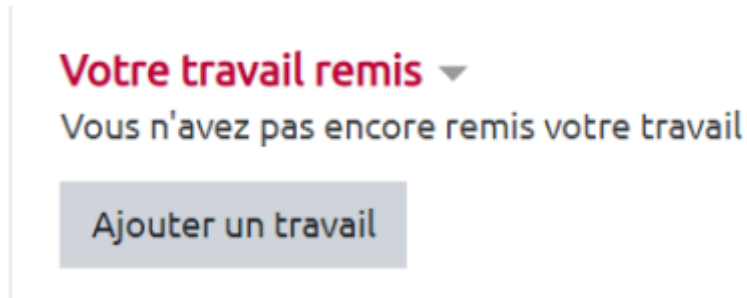 Votre travail remis
Vous n'avez pas encore remis votre travail
Ajouter un travail